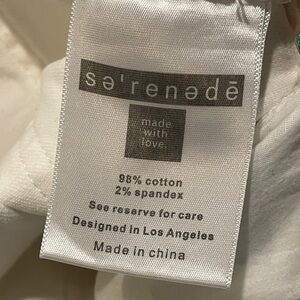 sə'renədē
made
with
love.
98% cotton
2% spandex
See reserve for care
Designed in Los Angeles
Made in china